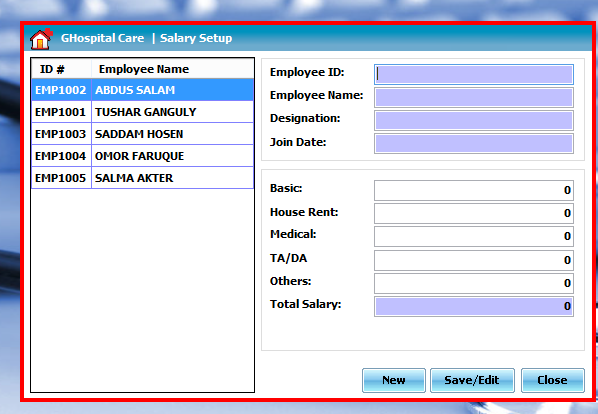 GHospital Care | Salary Setup
ID # Employee Name
EMP1002 ABDUS SALAM
EMP1001 TUSHAR GANGULY
EMP1003 SADDAM HOSEN
EMP1004 OMOR FARUQUE
EMP1005 SALMA AKTER
Employee ID:
Employee Name:
Designation:
Join Date:
Basic: 0
House Rent: 0
Medical: 0
TA/DA 0
Others: 0
Total Salary: 0
New Save/Edit Close